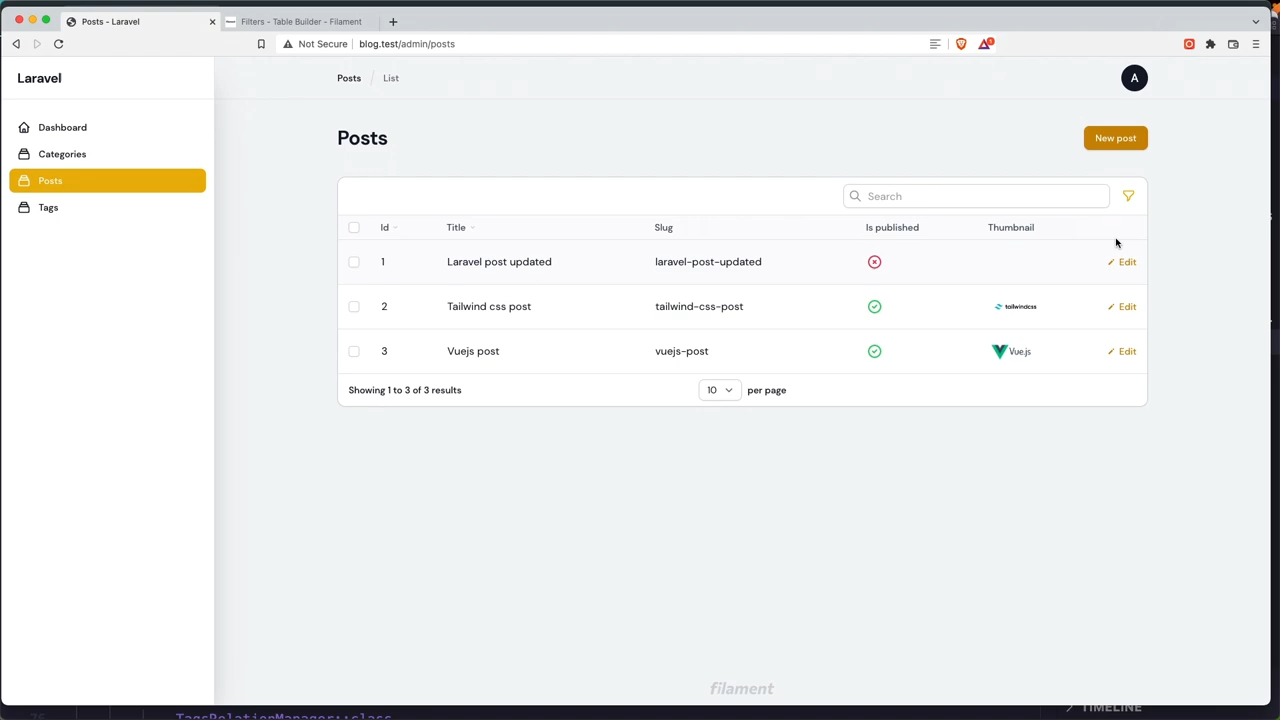 Posts - Laravel
Filters - Table Builder - Filament
Not Secure
blog.test/admin/posts
Laravel
Posts
List
A
Dashboard
Categories
Posts
Tags
Posts
New post
Search
Id
Title
Slug
Is published
Thumbnail
1
Laravel post updated
laravel-post-updated
Edit
2
Tailwind css post
tailwind-css-post
tailwindcss
Edit
3
Vuejs post
vuejs-post
Vue.js
Edit
Showing 1 to 3 of 3 results
10
per page
filament
TagsRelationManager::class
TIMELINE